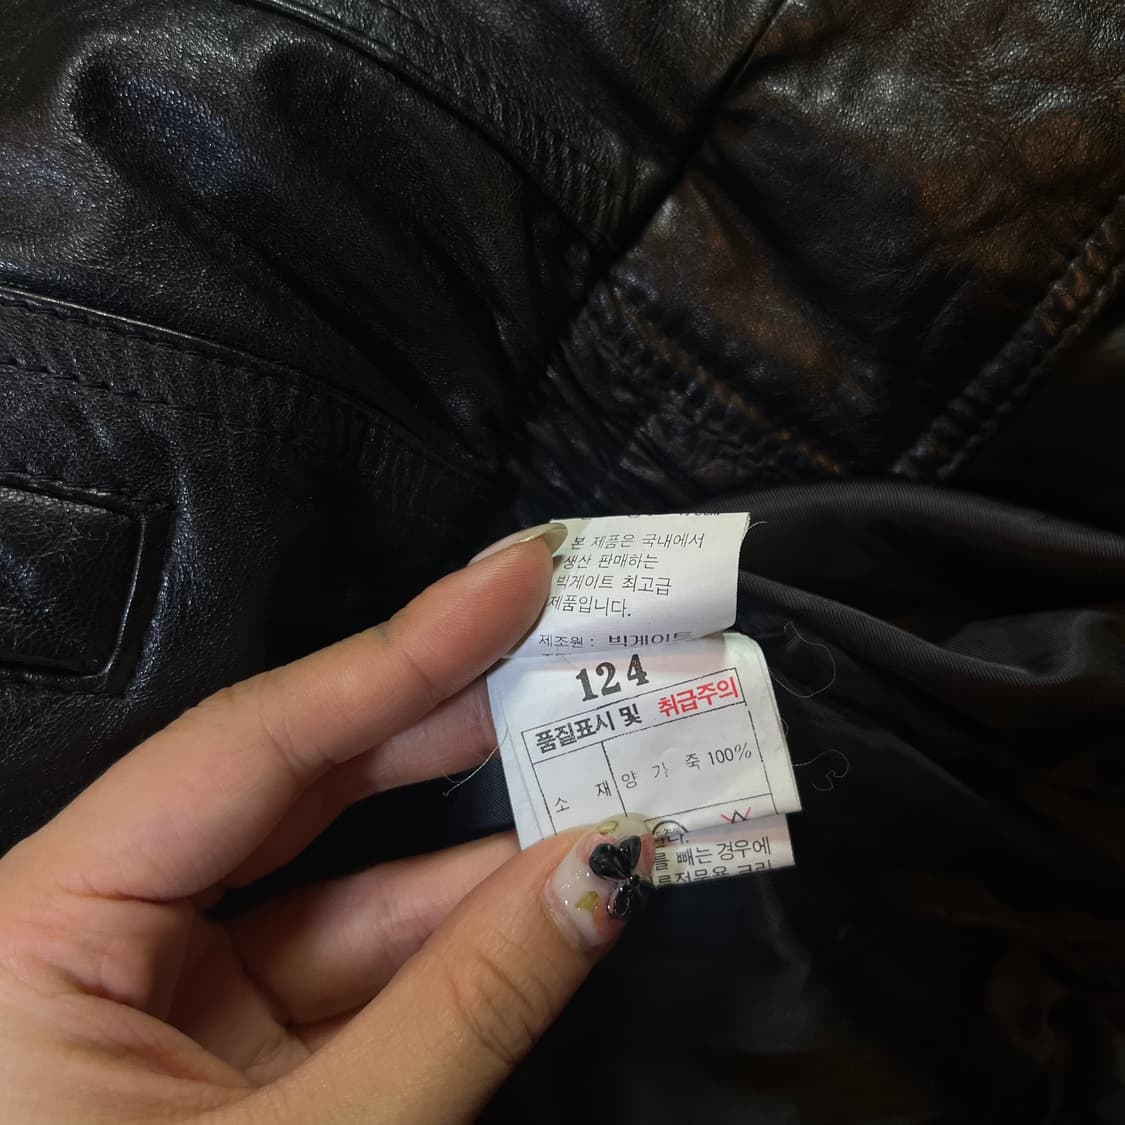 본 제품은 국내에서
생산 판매하는
빅게이트 최고급
제품입니다.
제조원 : 빅게이트
124
품질표시 및 취급주의
소 재 양 가 죽 100%
를 빼는 경우에